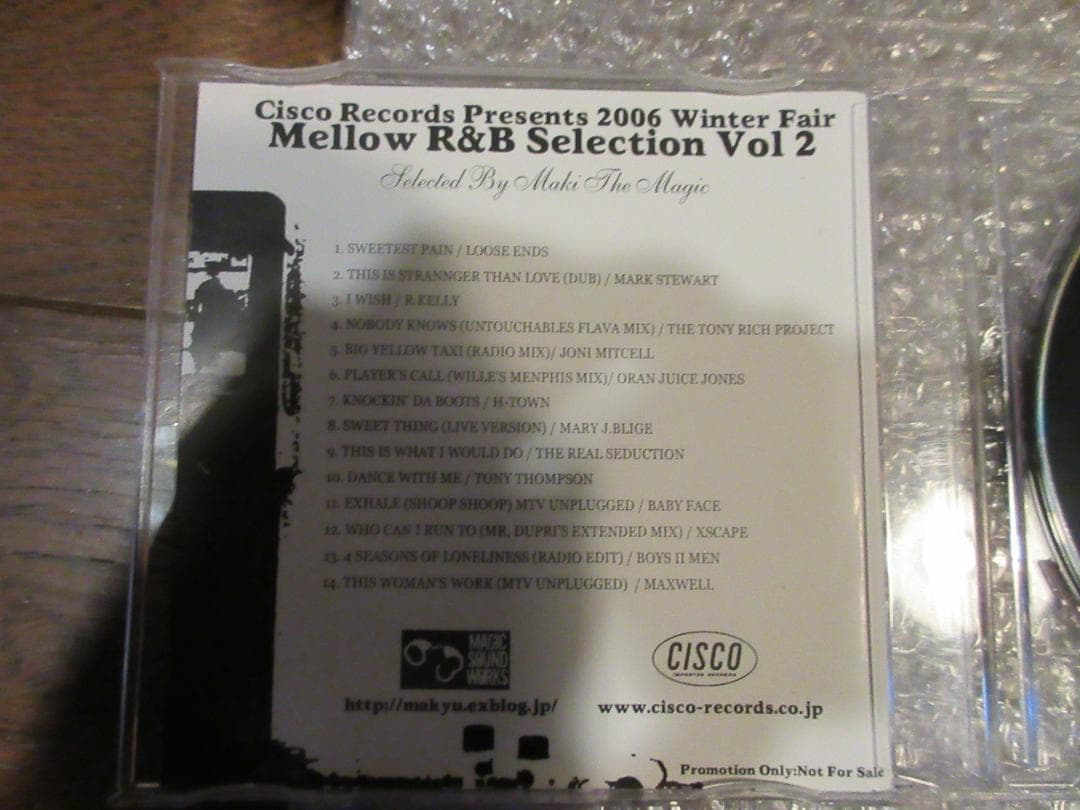 Cisco Records Presents 2006 Winter Fair
Mellow R&B Selection Vol 2
Selected By Maki The Magic
1. SWEETEST PAIN / LOOSE ENDS
2. THIS IS STRANNGER THAN LOVE (DUB) / MARK STEWART
3. I WISH / R.KELLY
4. NOBODY KNOWS (UNTOUCHABLES FLAVA MIX) / THE TONY RICH PROJECT
5. BIG YELLOW TAXI (RADIO MIX)/ JONI MITCELL
6. PLAYER'S CALL (WILLE'S MENPHIS MIX)/ ORAN JUICE JONES
7. KNOCKIN' DA BOOTS / H-TOWN
8. SWEET THING (LIVE VERSION) / MARY J.BLIGE
9. THIS IS WHAT I WOULD DO / THE REAL SEDUCTION
10. DANCE WITH ME / TONY THOMPSON
11. EXHALE (SHOOP SHOOP) MTV UNPLUGGED / BABY FACE
12. WHO CAN I RUN TO (MR, DUPRI'S EXTENDED MIX) / XSCAPE
13. 4 SEASONS OF LONELINESS (RADIO EDIT) / BOYS II MEN
14. THIS WOMAN'S WORK (MTV UNPLUGGED) / MAXWELL
MAGIC
SOUND
WORKS
CISCO
IMPORTED RECORDS
http://makyu.exblog.jp/
www.cisco-records.co.jp
Promotion Only:Not For Sale